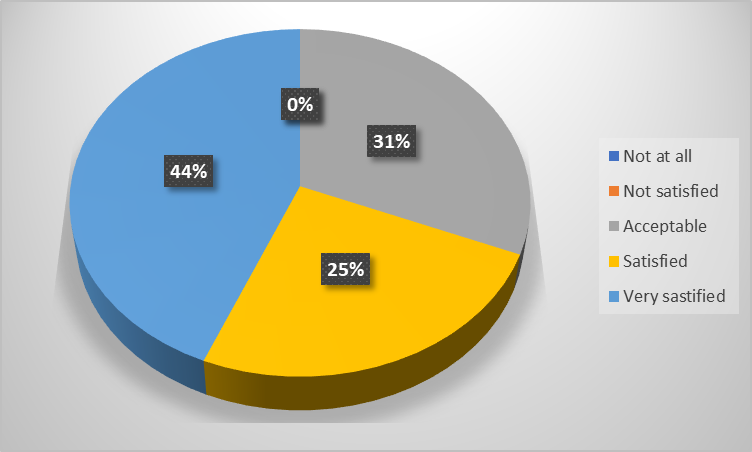 0%
31%
44%
25%
Not at all
Not satisfied
Acceptable
Satisfied
Very sastified